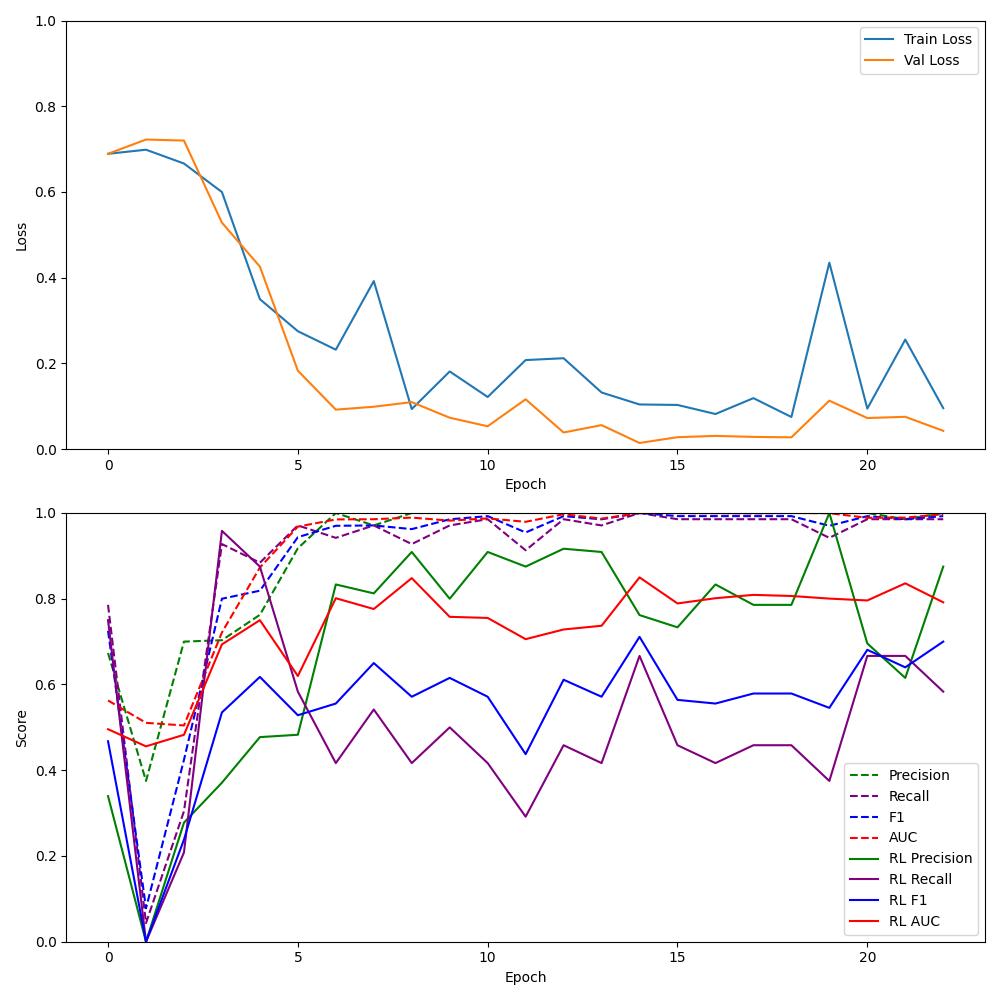 1.0
0.8
0.6
0.4
0.2
0.0
Loss
Train Loss
Val Loss
0 5 10 15 20
Epoch
1.0
0.8
0.6
0.4
0.2
0.0
Score
Precision
Recall
F1
AUC
RL Precision
RL Recall
RL F1
RL AUC
0 5 10 15 20
Epoch